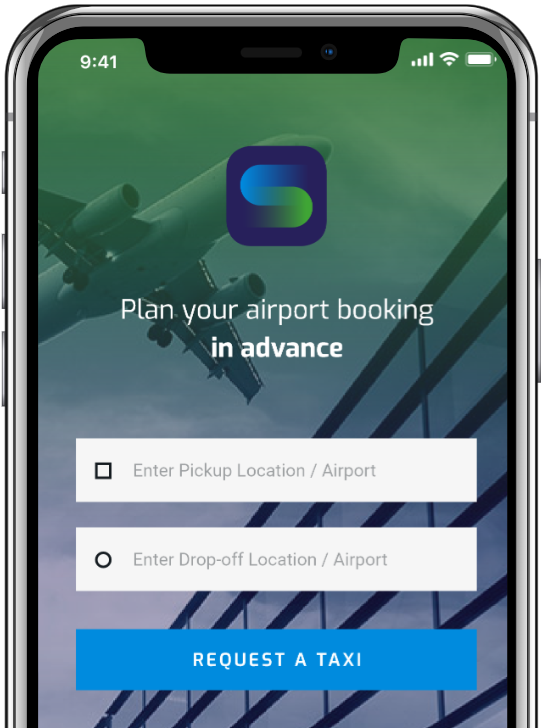 9:41
Plan your airport booking
in advance
Enter Pickup Location / Airport
Enter Drop-off Location / Airport
REQUEST A TAXI